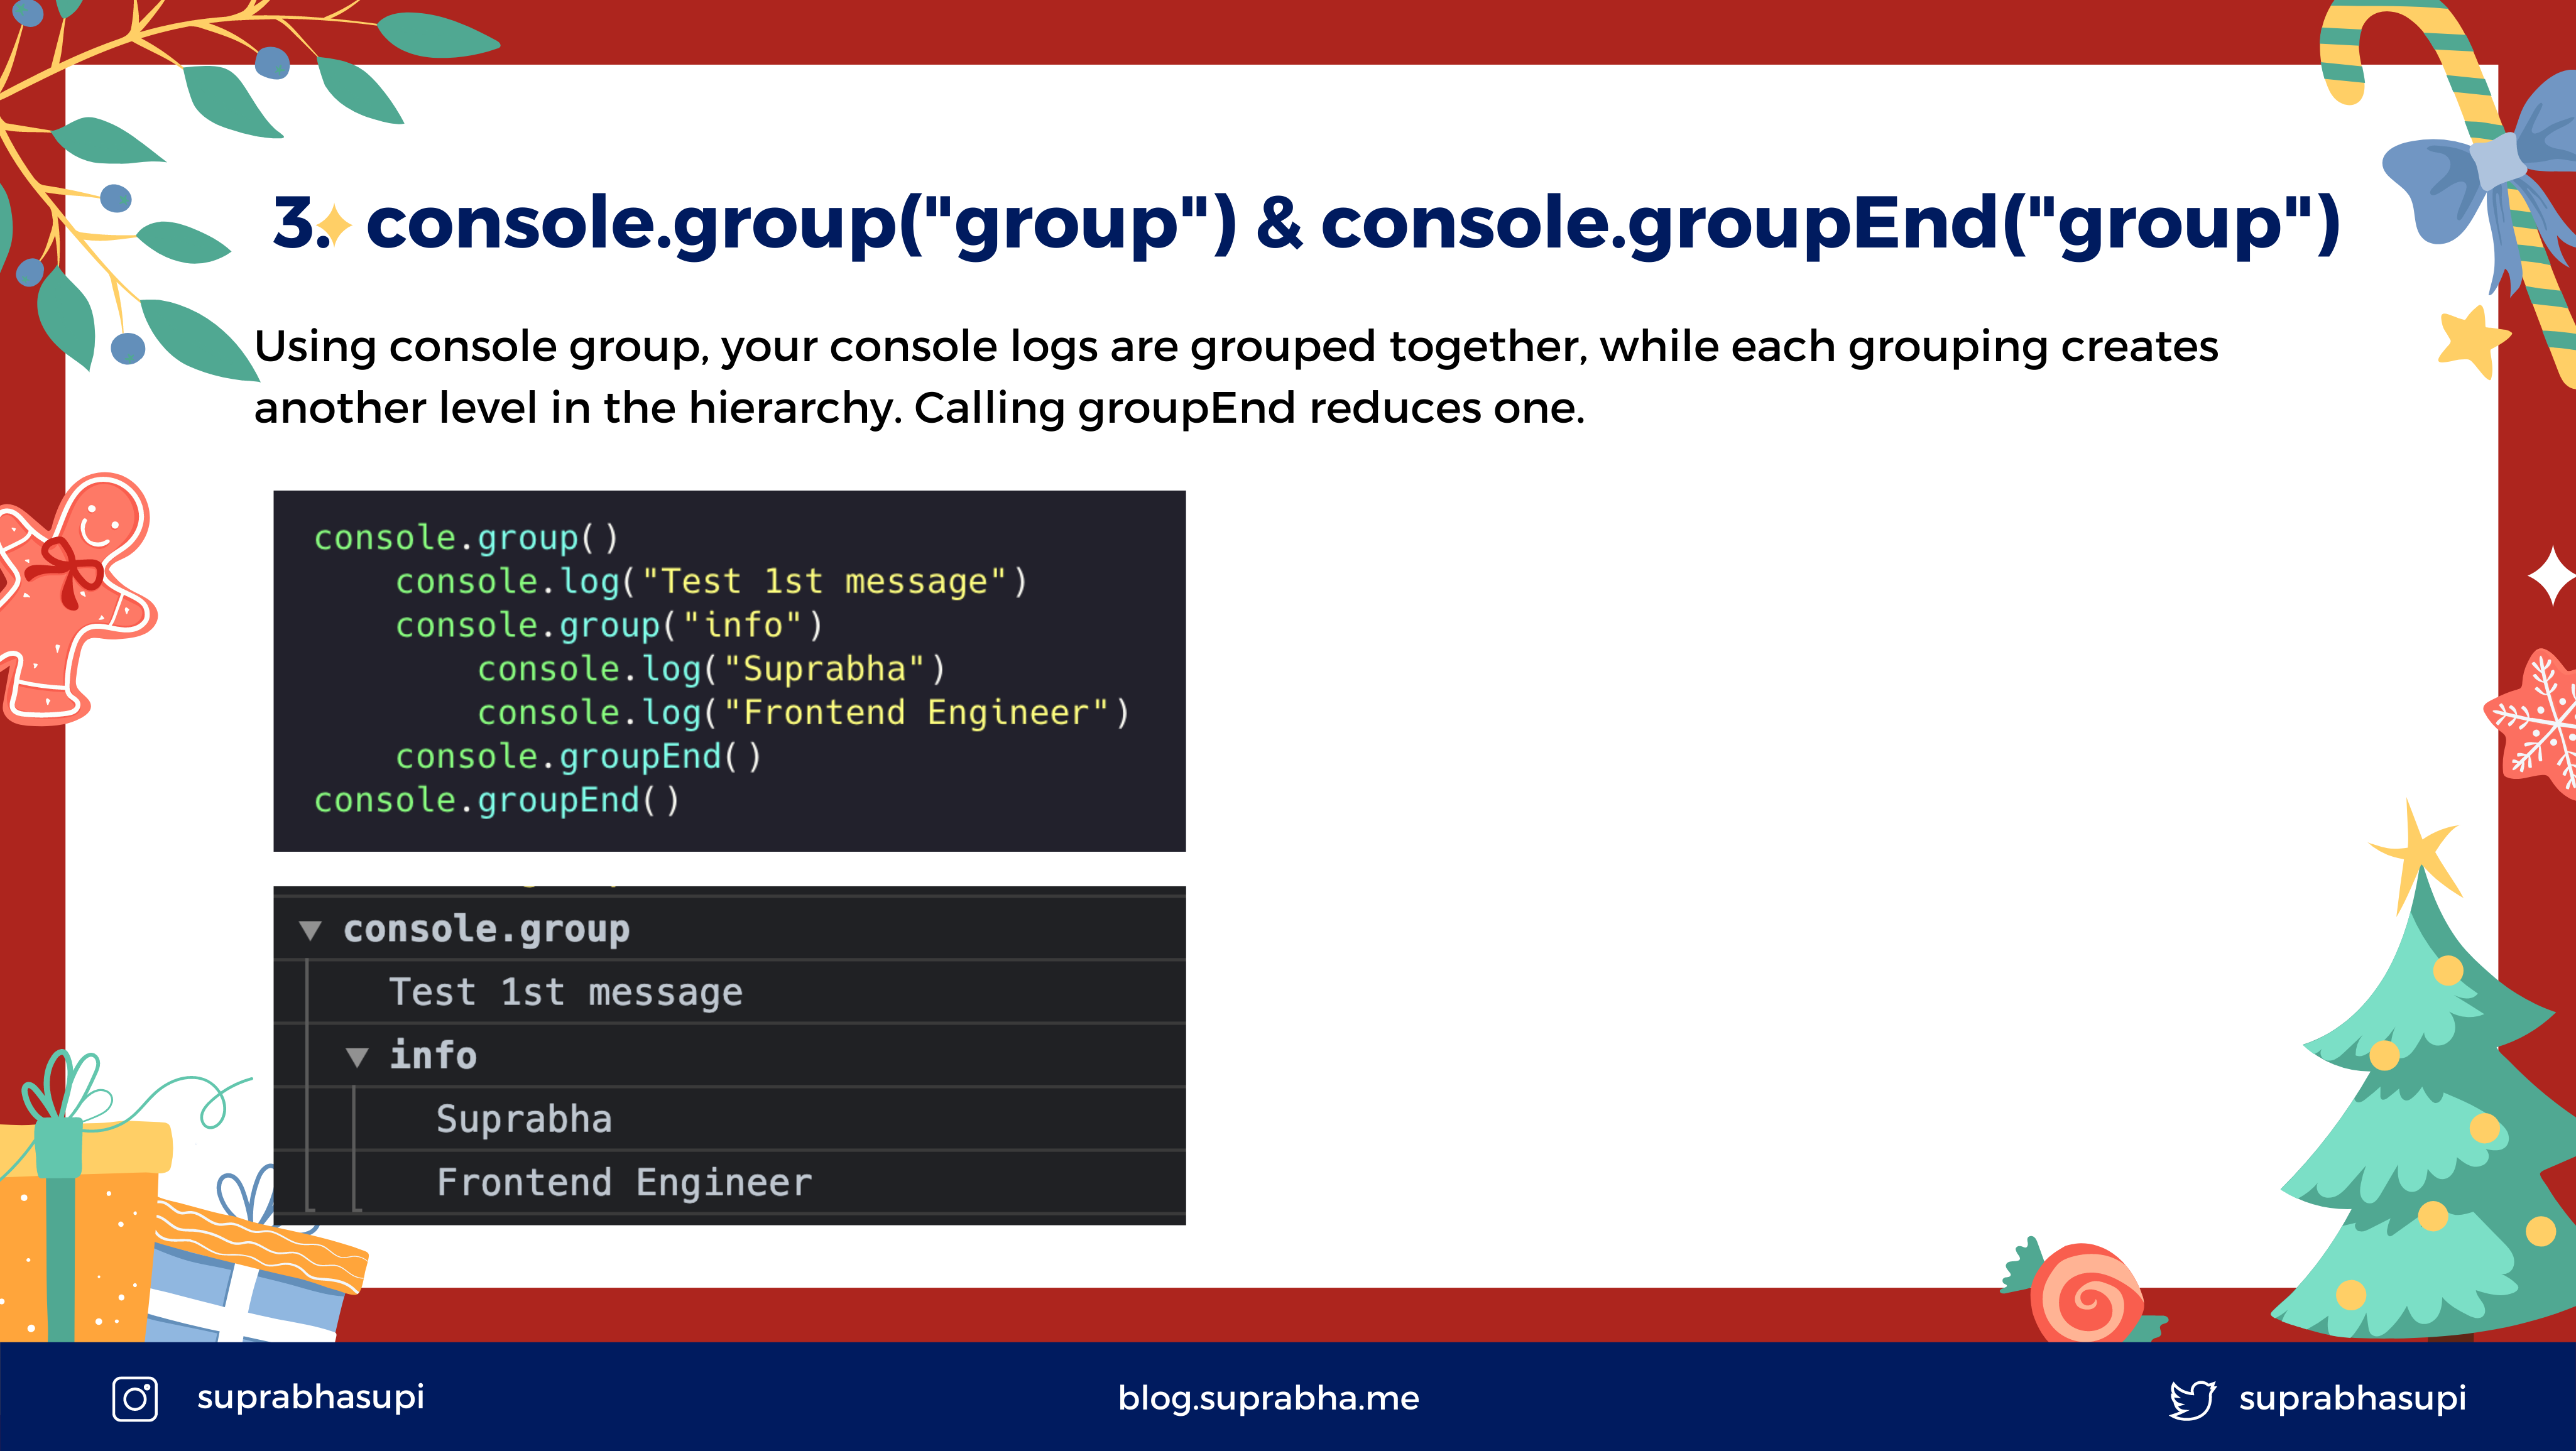 3. console.group("group") & console.groupEnd("group")
Using console group, your console logs are grouped together, while each grouping creates
another level in the hierarchy. Calling groupEnd reduces one.
console.group()
    console.log("Test 1st message")
    console.group("info")
        console.log("Suprabha")
        console.log("Frontend Engineer")
    console.groupEnd()
console.groupEnd()
console.group
Test 1st message
info
Suprabha
Frontend Engineer
suprabhasupi
blog.suprabha.me
suprabhasupi